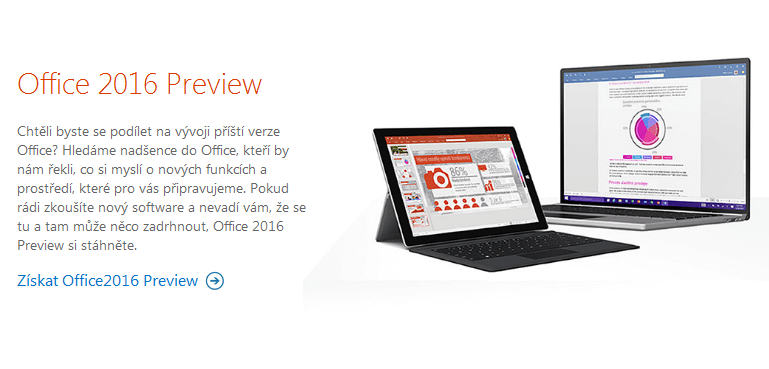 Office 2016 Preview
Chtěli byste se podílet na vývoji příští verze
Office? Hledáme nadšence do Office, kteří by
nám řekli, co si myslí o nových funkcích a
prostředí, které pro vás připravujeme. Pokud
rádi zkoušíte nový software a nevadí vám, že se
tu a tam může něco zadrhnout, Office 2016
Preview si stáhněte.
Získat Office2016 Preview
86%